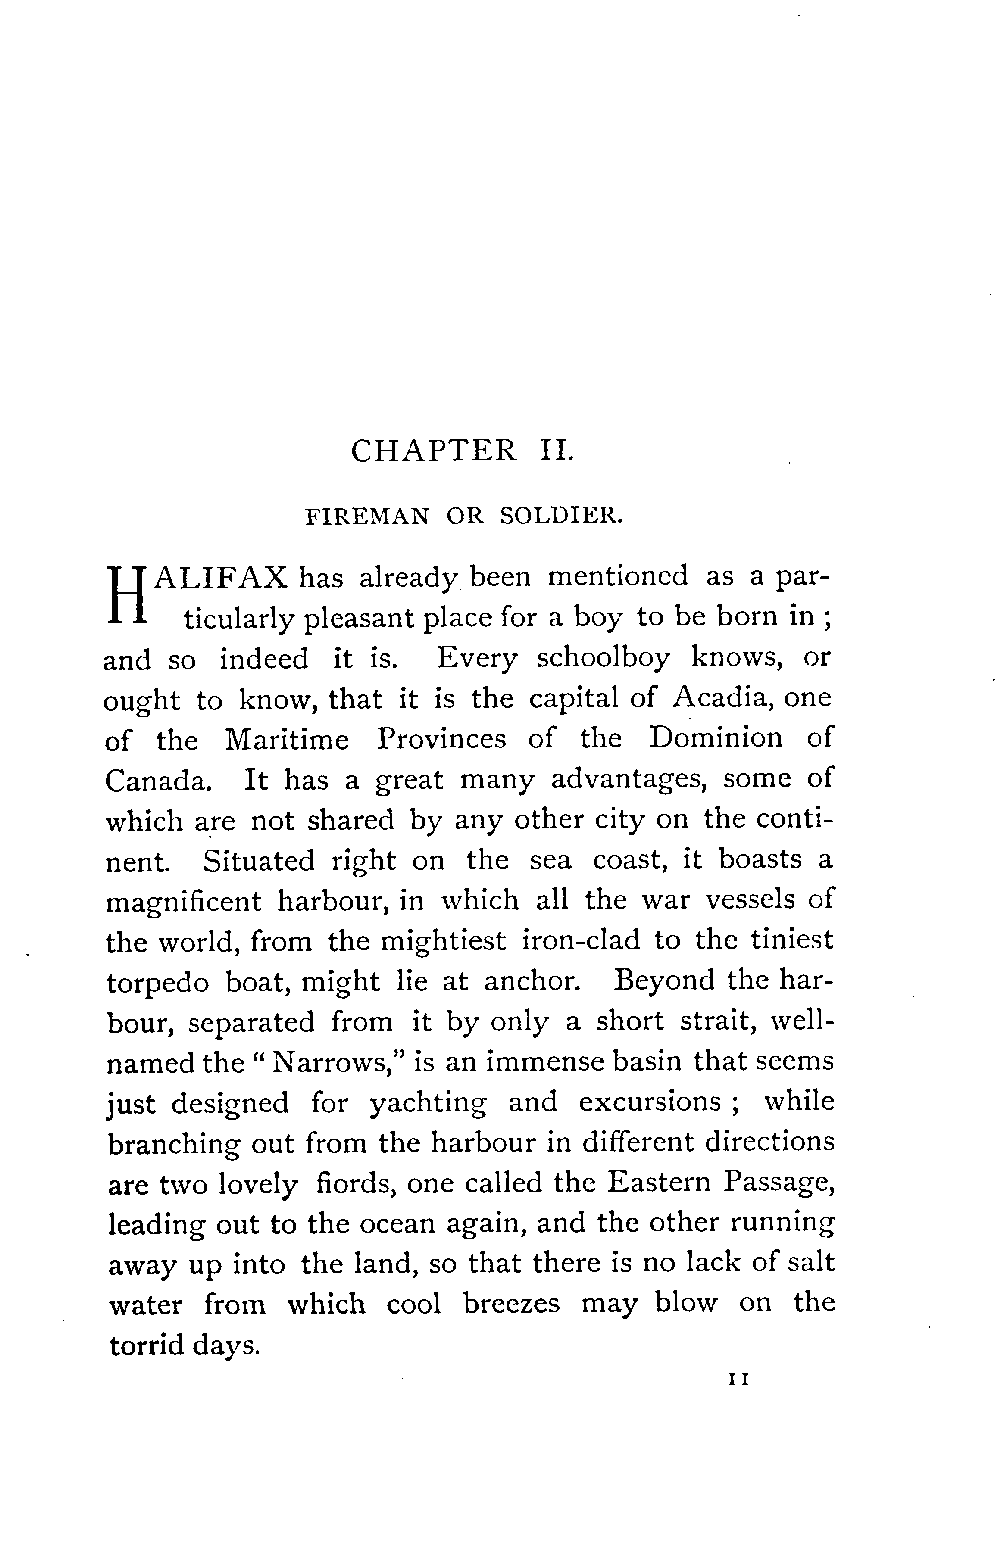 CHAPTER II.
FIREMAN OR SOLDIER.
HALIFAX has already been mentioned as a par-
ticularly pleasant place for a boy to be born in ;
and so indeed it is. Every schoolboy knows, or
ought to know, that it is the capital of Acadia, one
of the Maritime Provinces of the Dominion of
Canada. It has a great many advantages, some of
which are not shared by any other city on the conti-
nent. Situated right on the sea coast, it boasts a
magnificent harbour, in which all the war vessels of
the world, from the mightiest iron-clad to the tiniest
torpedo boat, might lie at anchor. Beyond the har-
bour, separated from it by only a short strait, well-
named the “ Narrows,” is an immense basin that seems
just designed for yachting and excursions ; while
branching out from the harbour in different directions
are two lovely fiords, one called the Eastern Passage,
leading out to the ocean again, and the other running
away up into the land, so that there is no lack of salt
water from which cool breezes may blow on the
torrid days.
11